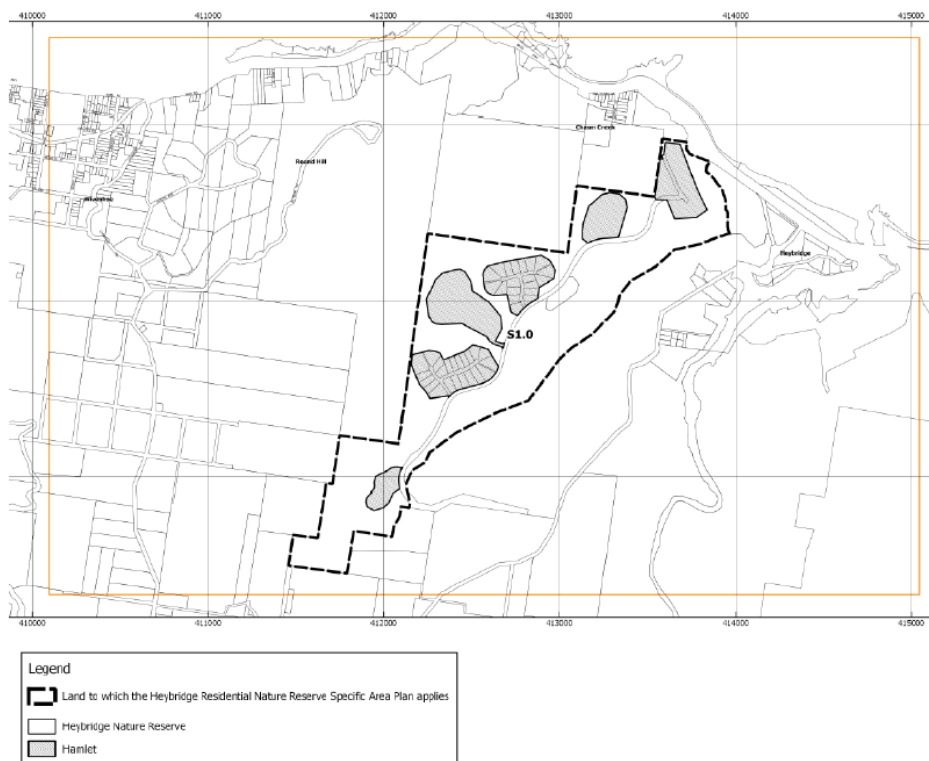 410000 411000 412000 413000 414000 415000
Chasm Creek
Round Hill
Heybridge
S1.0
410000 411000 412000 413000 414000 415000
Legend
Land to which the Heybridge Residential Nature Reserve Specific Area Plan applies
Heybridge Nature Reserve
Hamlet